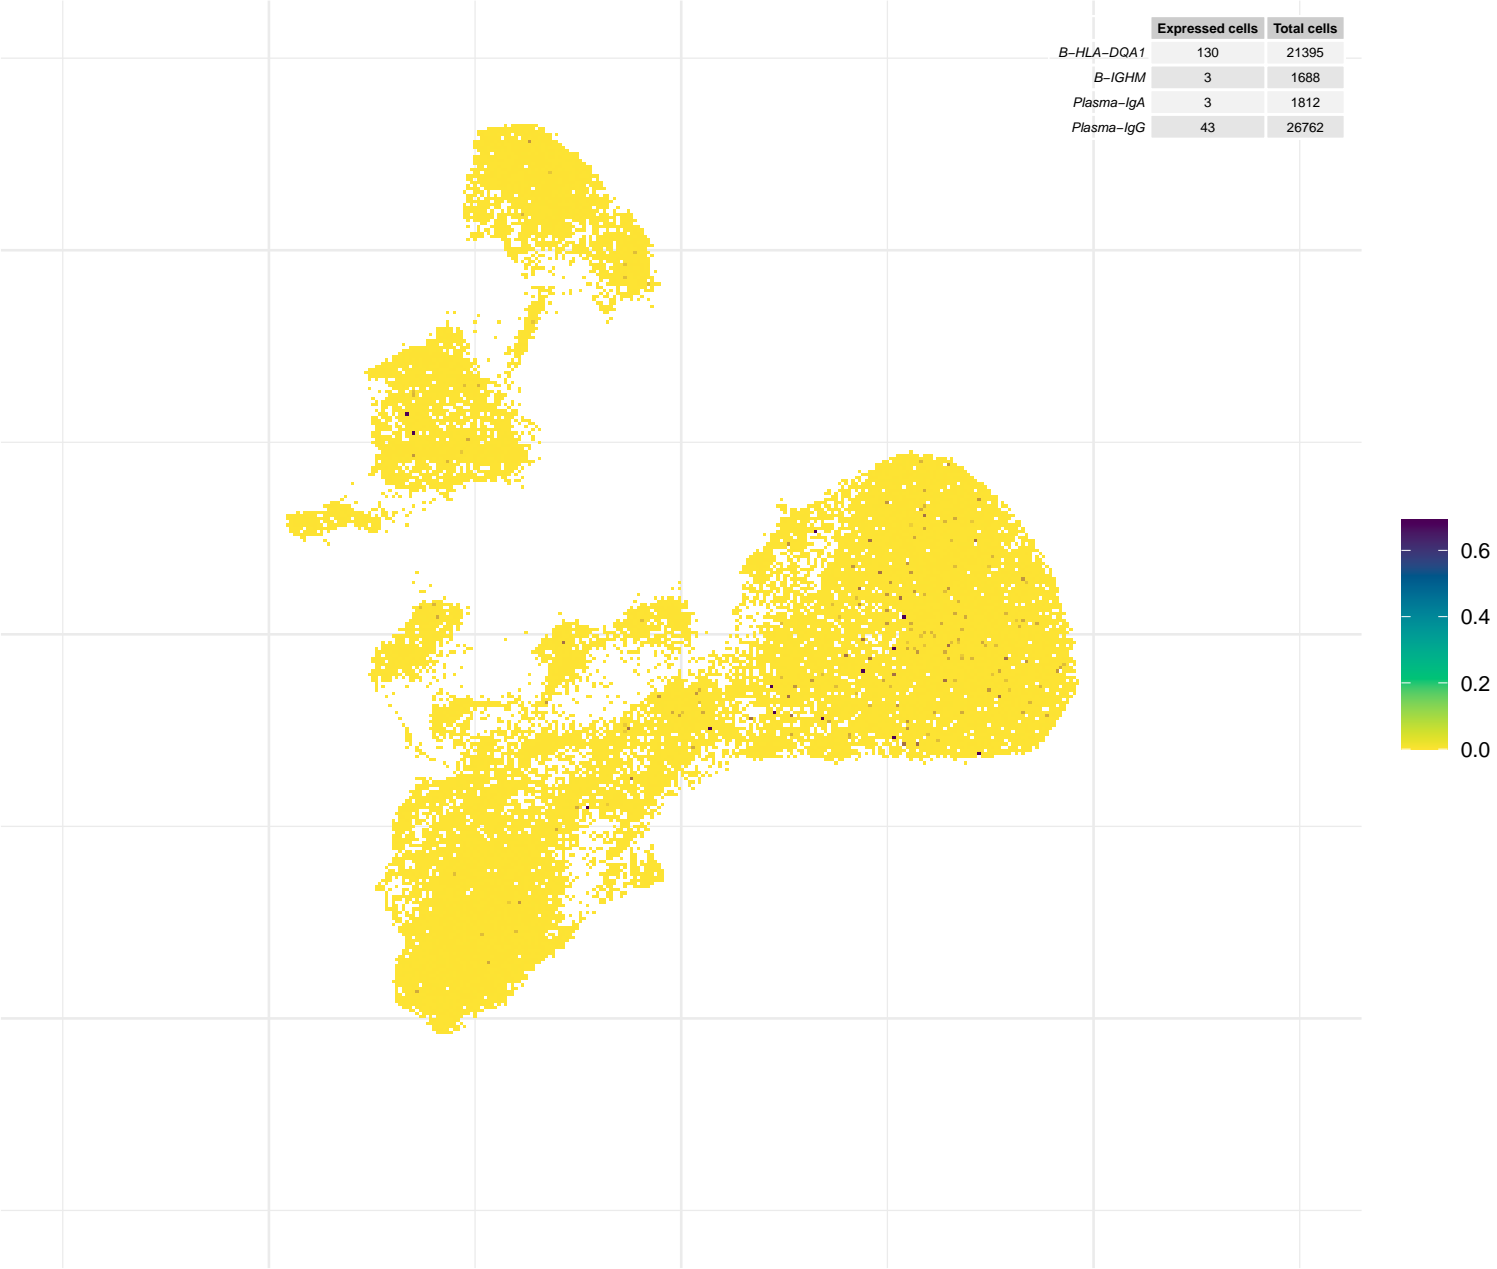 Expressed cells Total cells
B−HLA−DQA1 130 21395
B−IGHM 3 1688
Plasma−IgA 3 1812
Plasma−IgG 43 26762
0.6
0.4
0.2
0.0